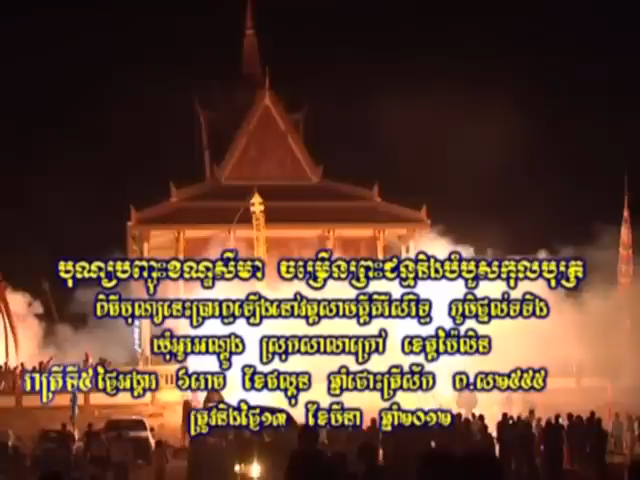 បុណ្យបញ្ចុះខណ្ឌសីមា ចម្រើនព្រះជន្មនិងបំបួសកុលបុត្រ
ពិធីបុណ្យនេះប្រារព្ធឡើងនៅវត្តសាមគ្គីគិរីសិរិទ្ធ ភូមិផ្លល់ទទឹង
ឃុំអូរអណ្តូង ស្រុកសាលាក្រៅ ខេត្តប៉ៃលិន
រាត្រីទី៥ ថ្ងៃអង្គារ ៦រោច ខែផល្គុន ឆ្នាំថោះត្រីស័ក ព.ស២៥៥៥
ត្រូវនឹងថ្ងៃ១៣ ខែមីនា ឆ្នាំ២០១២